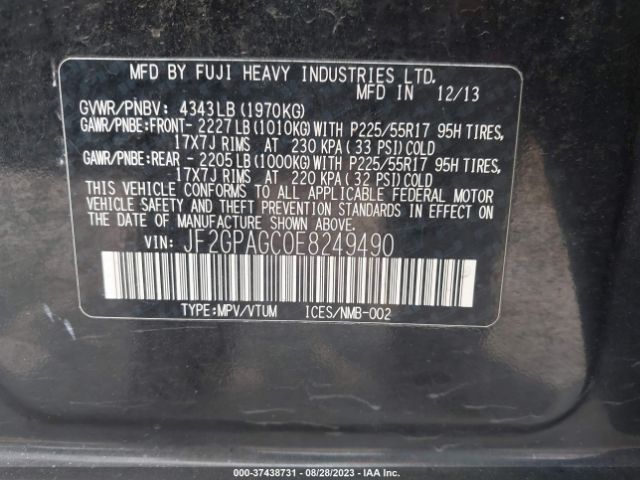 MFD BY FUJI HEAVY INDUSTRIES LTD.
MFD IN 12/13
GVWR/PNBV: 4343LB (1970KG)
GAWR/PNBE:FRONT- 2227LB(1010KG)WITH P225/55R17 95H TIRES,
17X7J RIMS AT 230 KPA (33 PSI)COLD
GAWR/PNBE:REAR - 2205LB(1000KG)WITH P225/55R17 95H TIRES,
17X7J RIMS AT 220 KPA (32 PSI)COLD
THIS VEHICLE CONFORMS TO ALL APPLICABLE FEDERAL MOTOR
VEHICLE SAFETY AND THEFT PREVENTION STANDARDS IN EFFECT ON THE
DATE OF MANUFACTURE SHOWN ABOVE.
VIN: JF2GPAGC0E8249490
TYPE:MPV/VTUM ICES/NMB-002
000-37438731 - 08/28/2023 - IAA Inc.